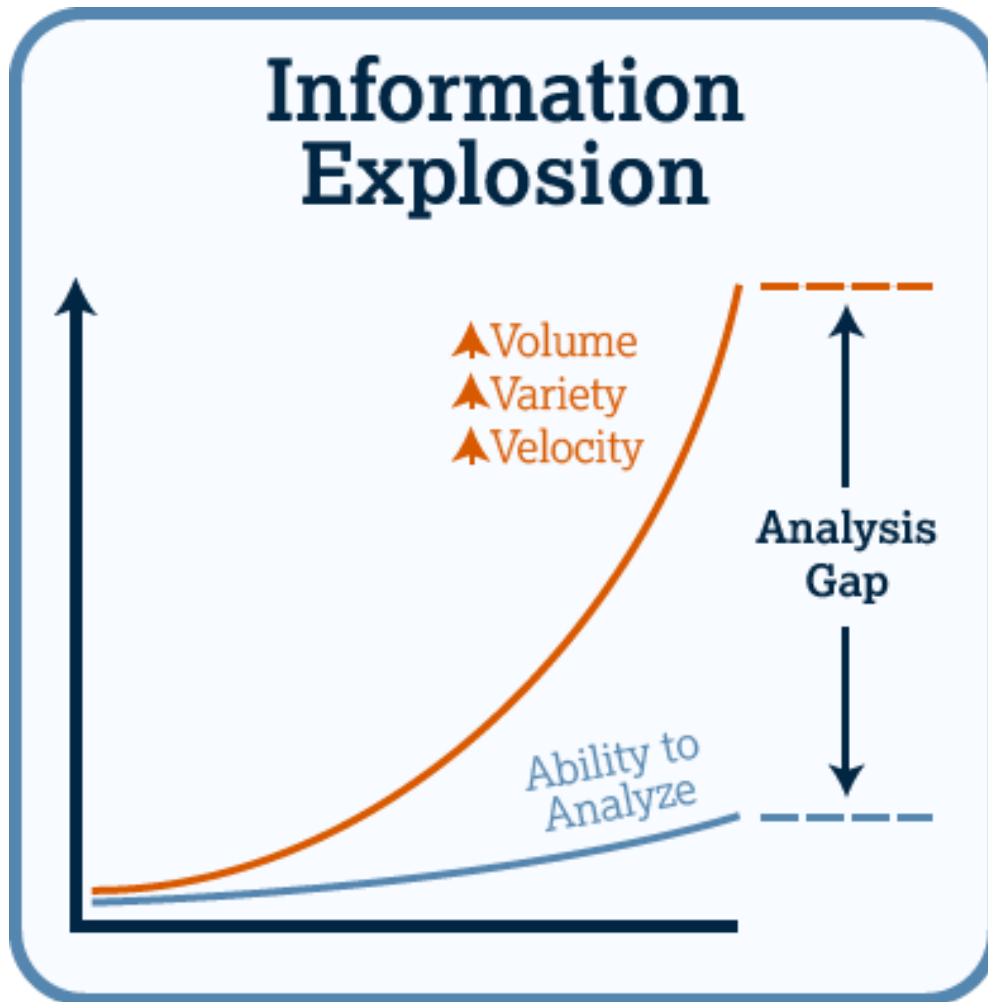 Information
Explosion
Volume
Variety
Velocity
Analysis
Gap
Ability to
Analyze